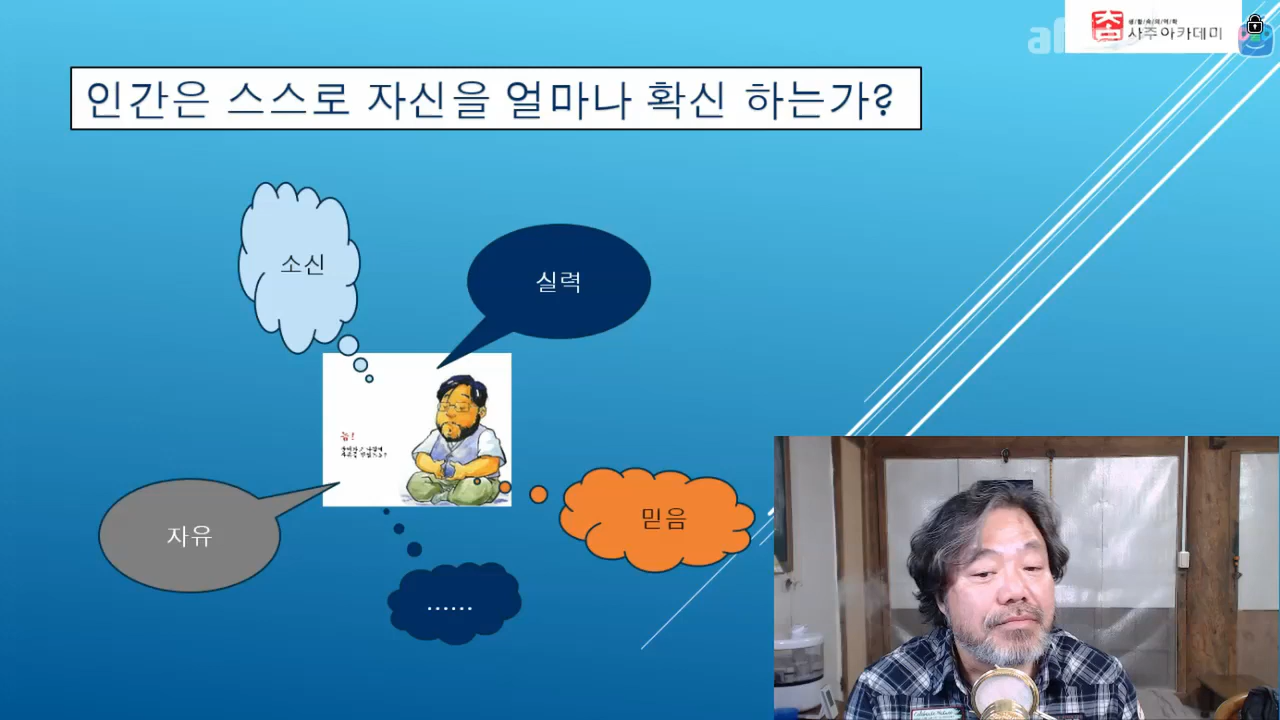 사주아카데미
인간은 스스로 자신을 얼마나 확신 하는가?
소신
실력
자유
믿음
......